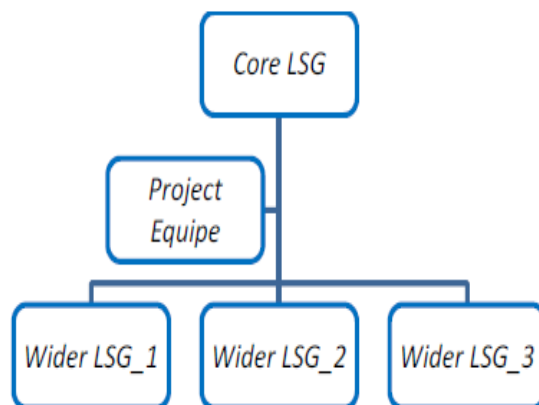 Core LSG
Project
Equipe
Wider LSG_1
Wider LSG_2
Wider LSG_3